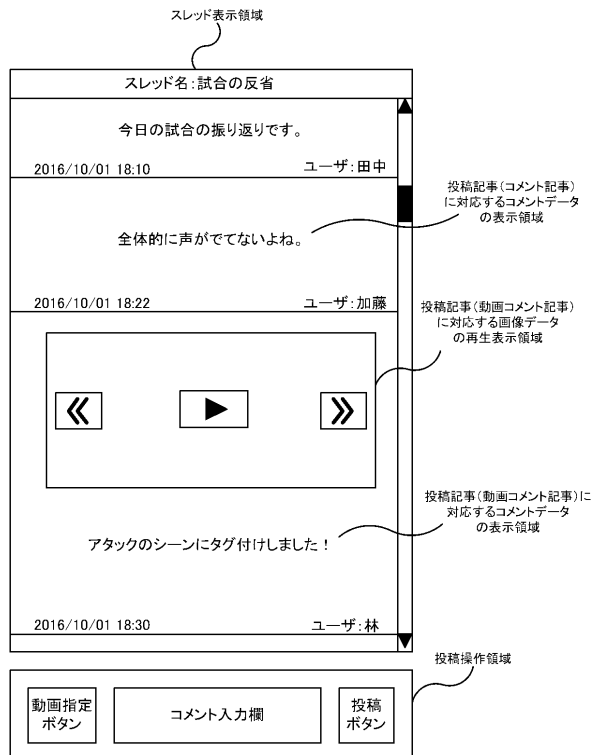 スレッド表示領域
スレッド名:試合の反省
今日の試合の振り返りです。
2016/10/01 18:10 ユーザ:田中
投稿記事(コメント記事)
に対応するコメントデータ
の表示領域
全体的に声がでてないよね。
2016/10/01 18:22 ユーザ:加藤
投稿記事(動画コメント記事)
に対応する画像データ
の再生表示領域
投稿記事(動画コメント記事)に
対応するコメントデータ
の表示領域
アタックのシーンにタグ付けしました!
2016/10/01 18:30 ユーザ:林
投稿操作領域
動画指定
ボタン
コメント入力欄
投稿
ボタン